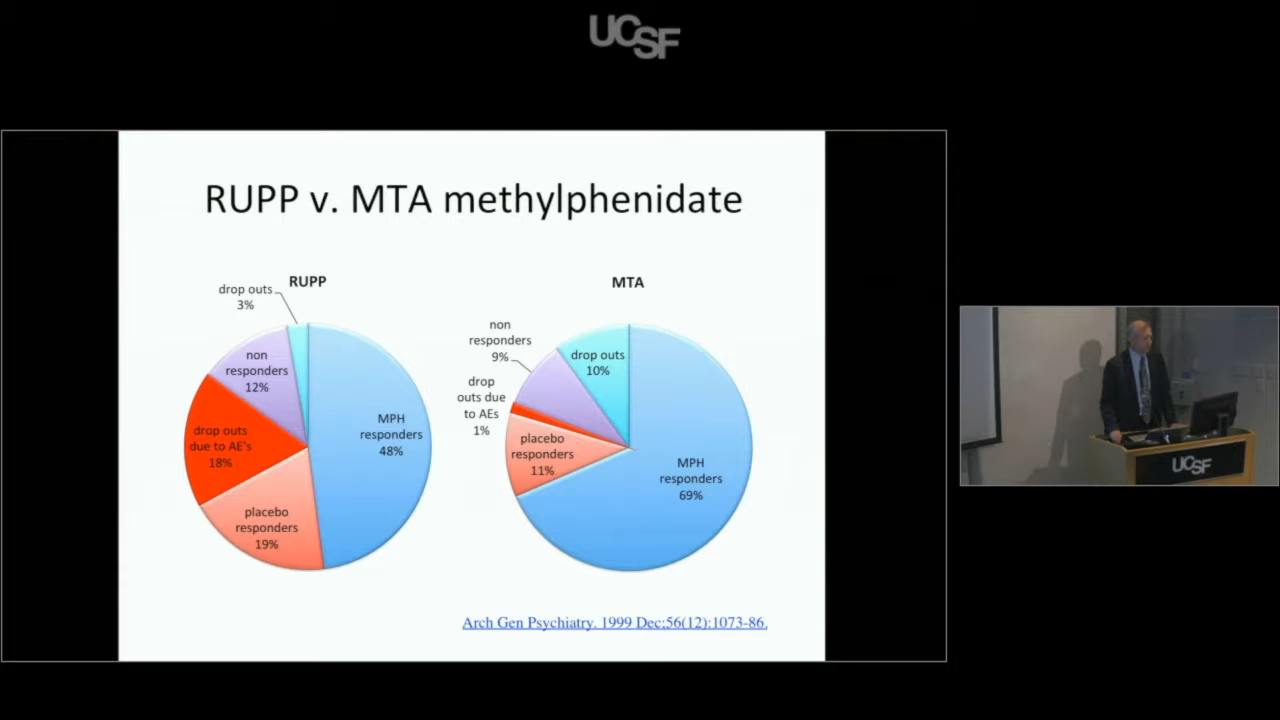 UCSF
RUPP v. MTA methylphenidate
RUPP
drop outs
3%
non
responders
12%
drop outs
due to AE's
18%
placebo
responders
19%
MPH
responders
48%
MTA
non
responders
9%
drop outs
10%
drop
outs due
to AEs
1%
placebo
responders
11%
MPH
responders
69%
Arch Gen Psychiatry. 1999 Dec;56(12):1073-86.
UCSF